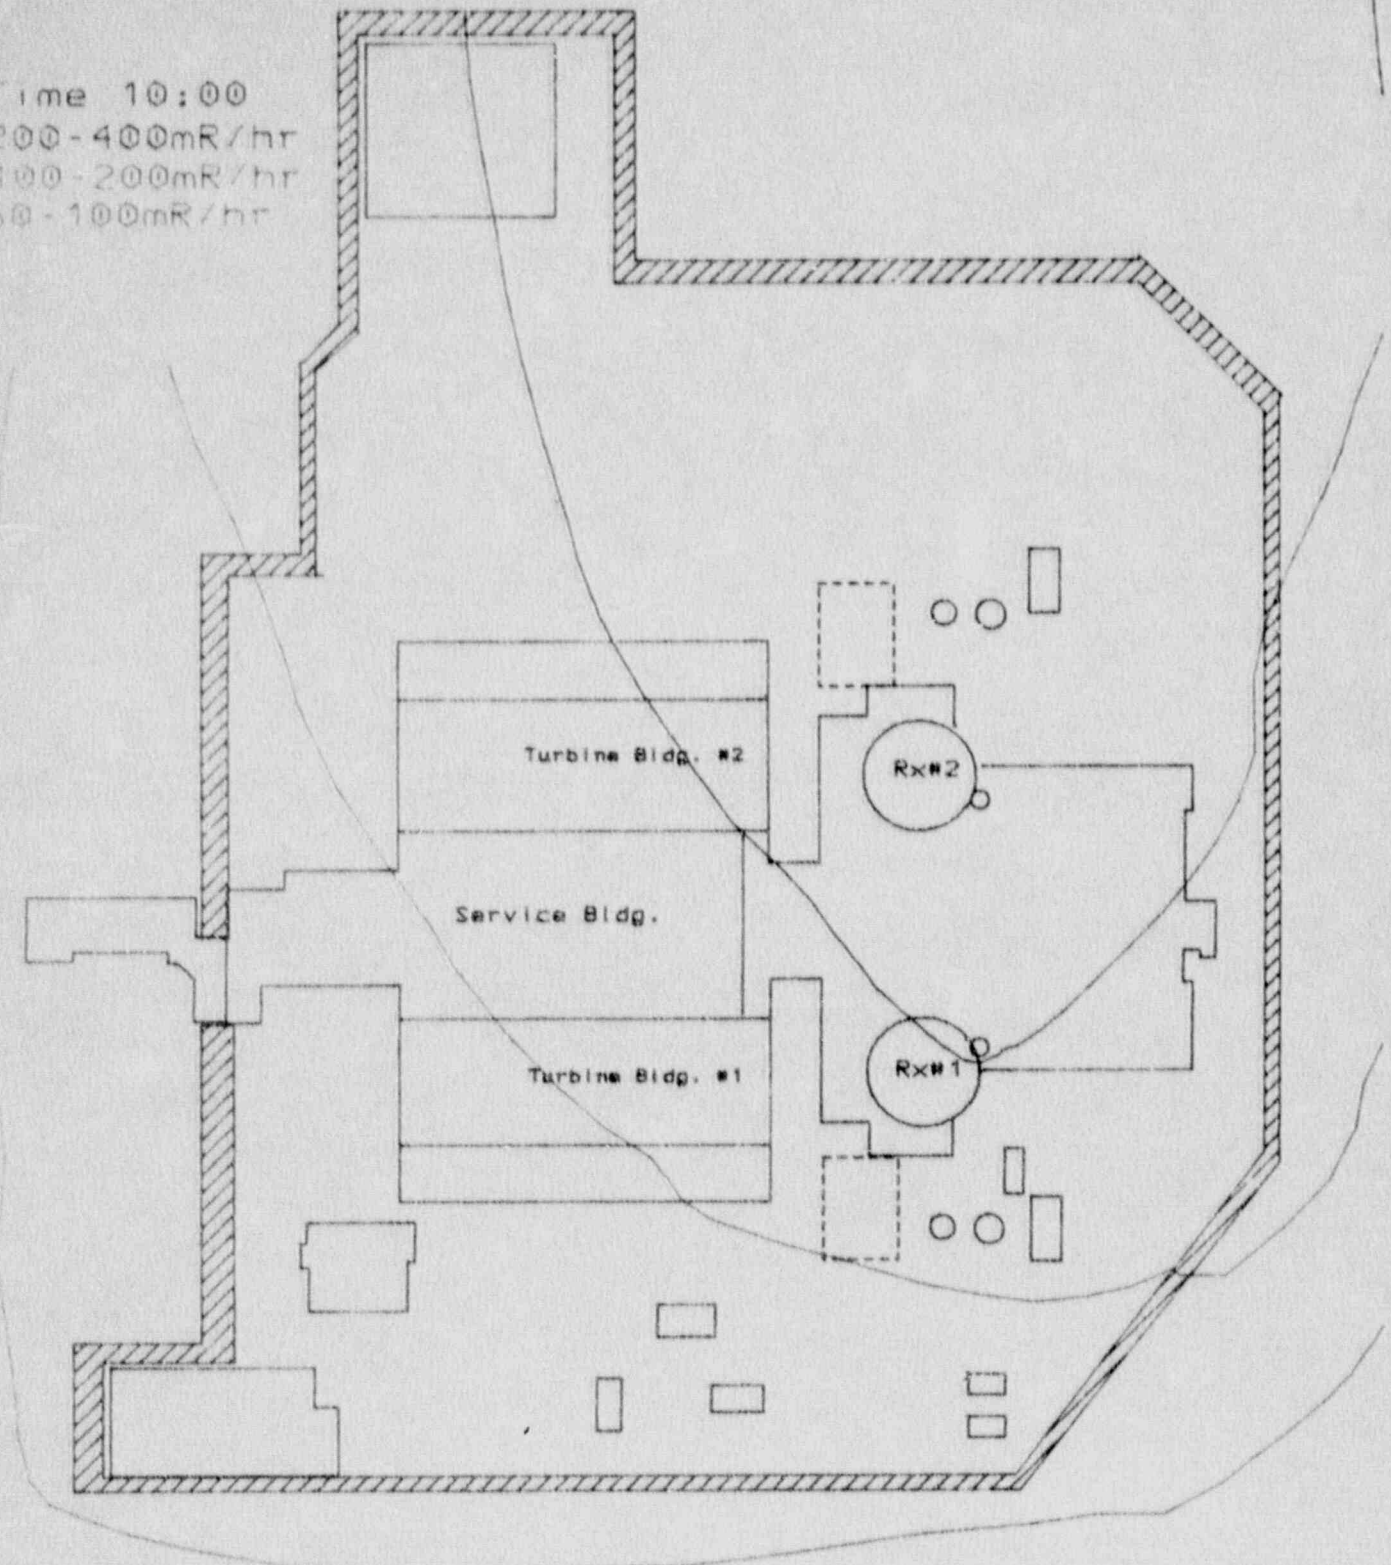 ime 10:00
200-400mR/hr
100-200mR/hr
0-100mR/hr
Turbine Bldg. #2
Rx#2
Service Bldg.
Turbine Bldg. #1
Rx#1